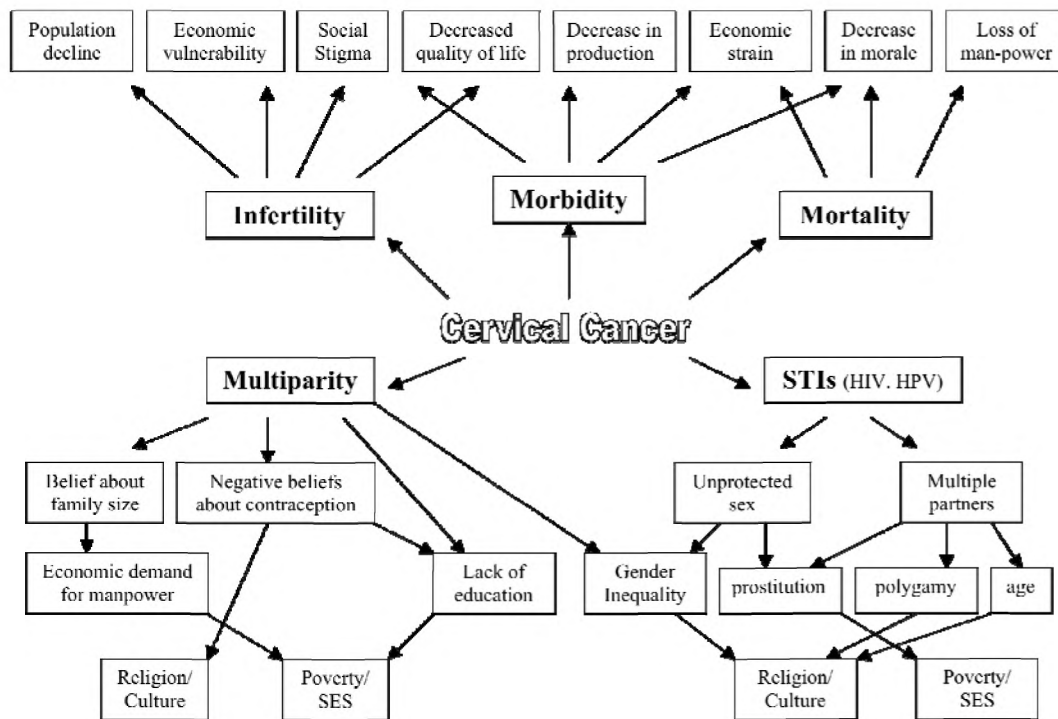 Population
decline
Economic
vulnerability
Social
Stigma
Decreased
quality of life
Decrease in
production
Economic
strain
Decrease
in morale
Loss of
man-power
Infertility
Morbidity
Mortality
Cervical Cancer
Multiparity
STIs (HIV. HPV)
Belief about
family size
Negative beliefs
about contraception
Unprotected
sex
Multiple
partners
Economic demand
for manpower
Lack of
education
Gender
Inequality
prostitution
polygamy
age
Religion/
Culture
Poverty/
SES
Religion/
Culture
Poverty/
SES